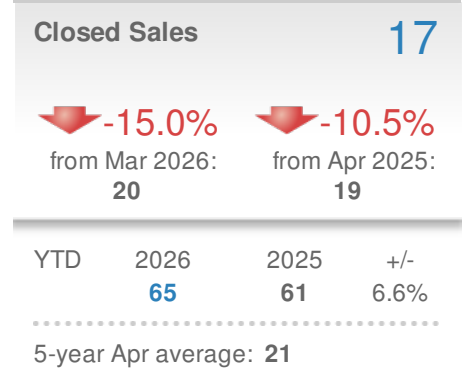 Closed Sales 17
-15.0% -10.5%
from Mar 2026: from Apr 2025:
20 19
YTD 2026 2025 +/-
65 61 6.6%
5-year Apr average: 21